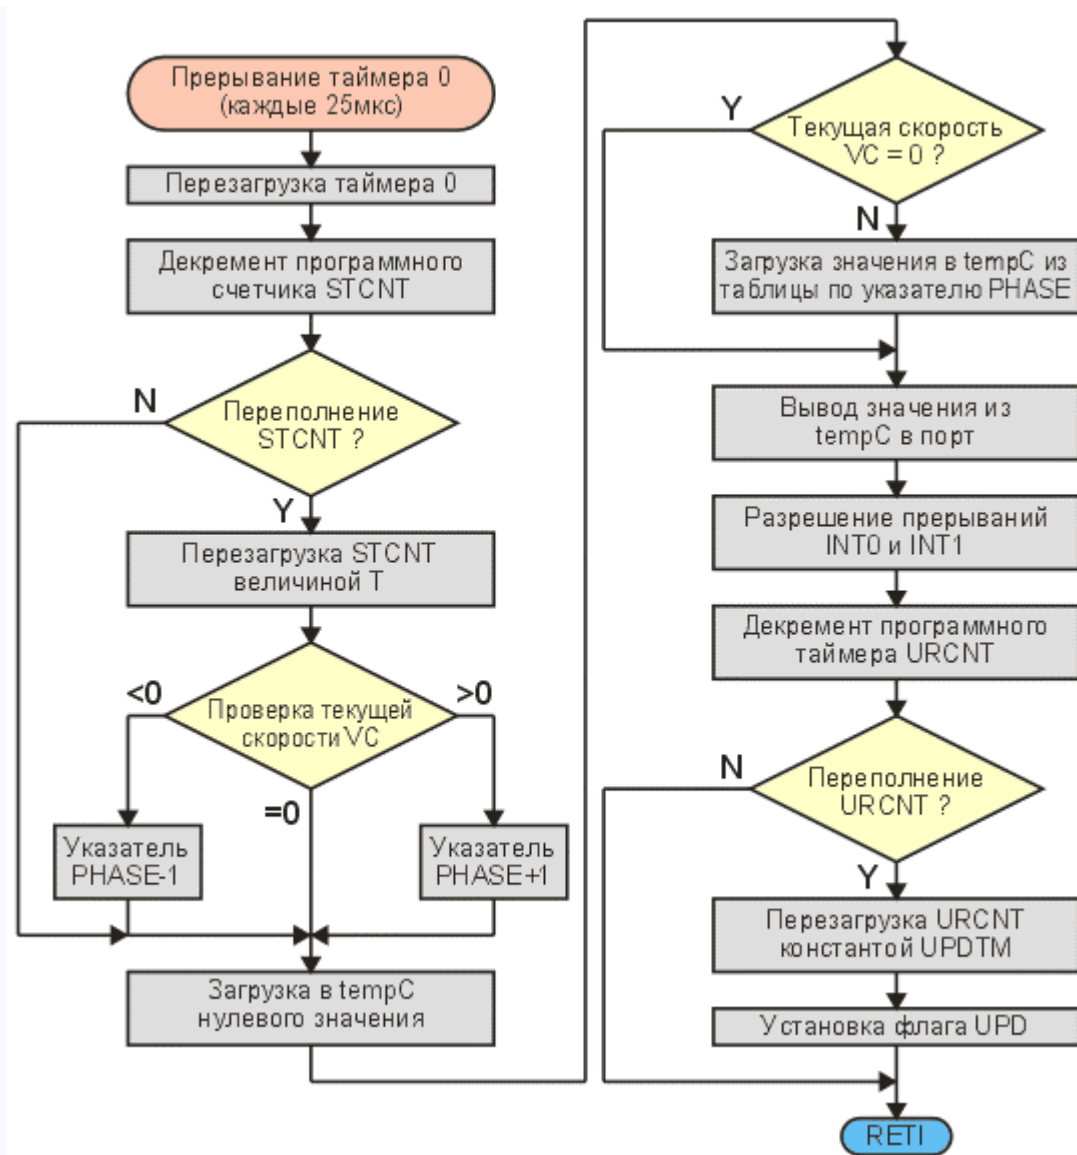 Прерывание таймера 0
(каждые 25мкс)
Перезагрузка таймера 0
Декремент программного
счетчика STCNT
N
Переполнение
STCNT ?
Y
Перезагрузка STCNT
величиной T
<0
>0
Проверка текущей
скорости VC
=0
Указатель
PHASE-1
Указатель
PHASE+1
Загрузка в tempC
нулевого значения
Y
Текущая скорость
VC = 0 ?
N
Загрузка значения в tempC из
таблицы по указателю PHASE
Вывод значения из
tempC в порт
Разрешение прерываний
INT0 и INT1
Декремент программного
таймера URCNT
N
Переполнение
URCNT ?
Y
Перезагрузка URCNT
константой UPDTM
Установка флага UPD
RETI